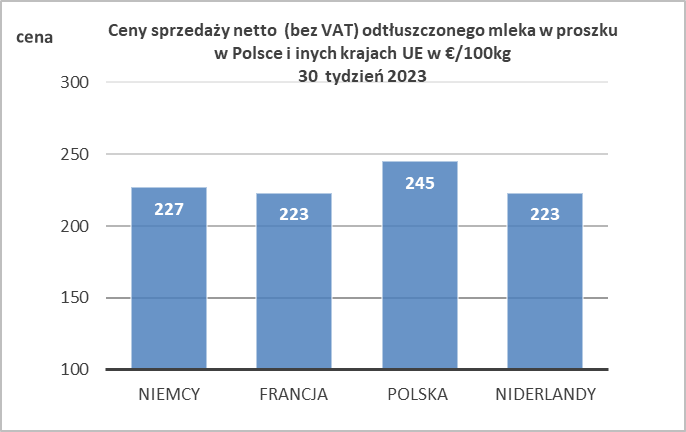 cena
Ceny sprzedaży netto (bez VAT) odtłuszczonego mleka w proszku
w Polsce i inych krajach UE w €/100kg
30 tydzień 2023
300
250
200
150
100
227
223
245
223
NIEMCY
FRANCJA
POLSKA
NIDERLANDY